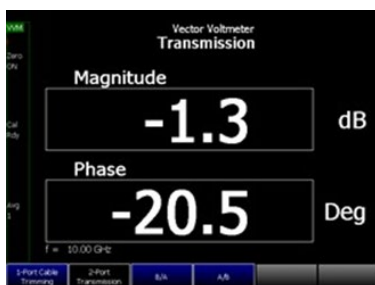 VVM
Vector Voltmeter
Transmission
Zero
ON
Magnitude
-1.3 dB
Cal
Rdy
Phase
-20.5 Deg
Avg
1
f = 10.00 GHz
1-Port Cable Trimming
2-Port Transmission
B/A
A/B